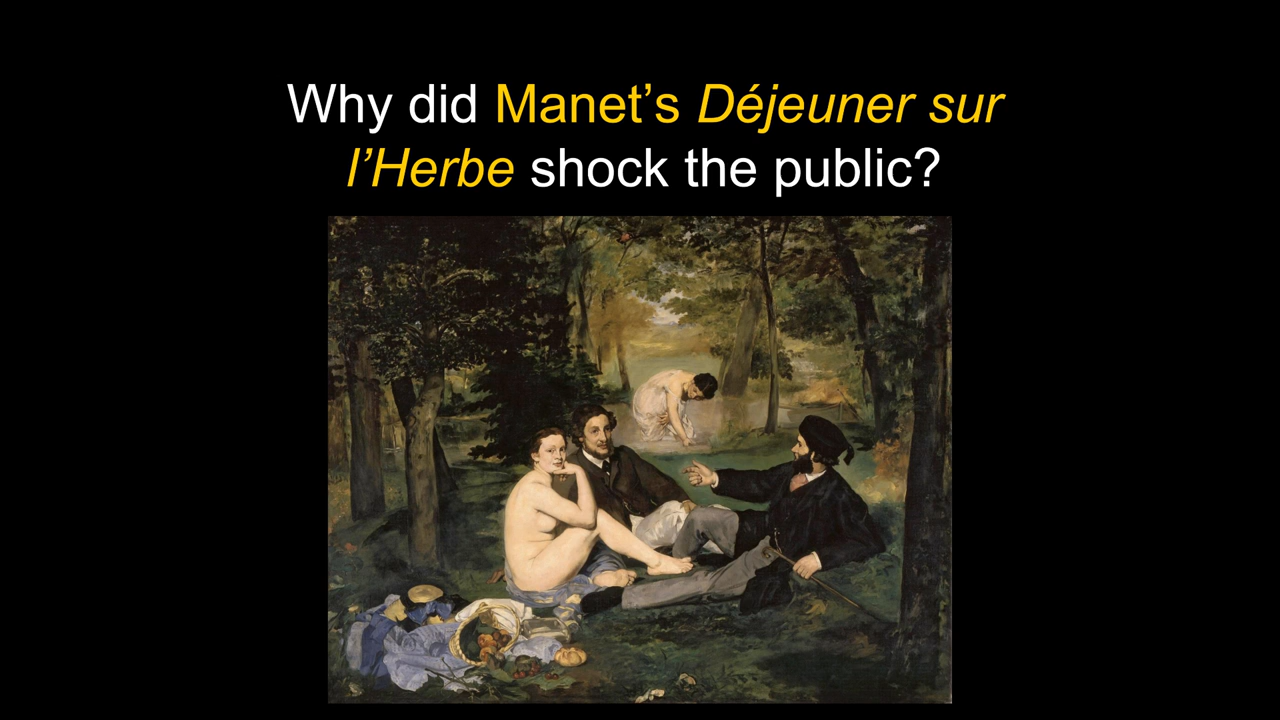 Why did Manet’s Déjeuner sur
l’Herbe shock the public?